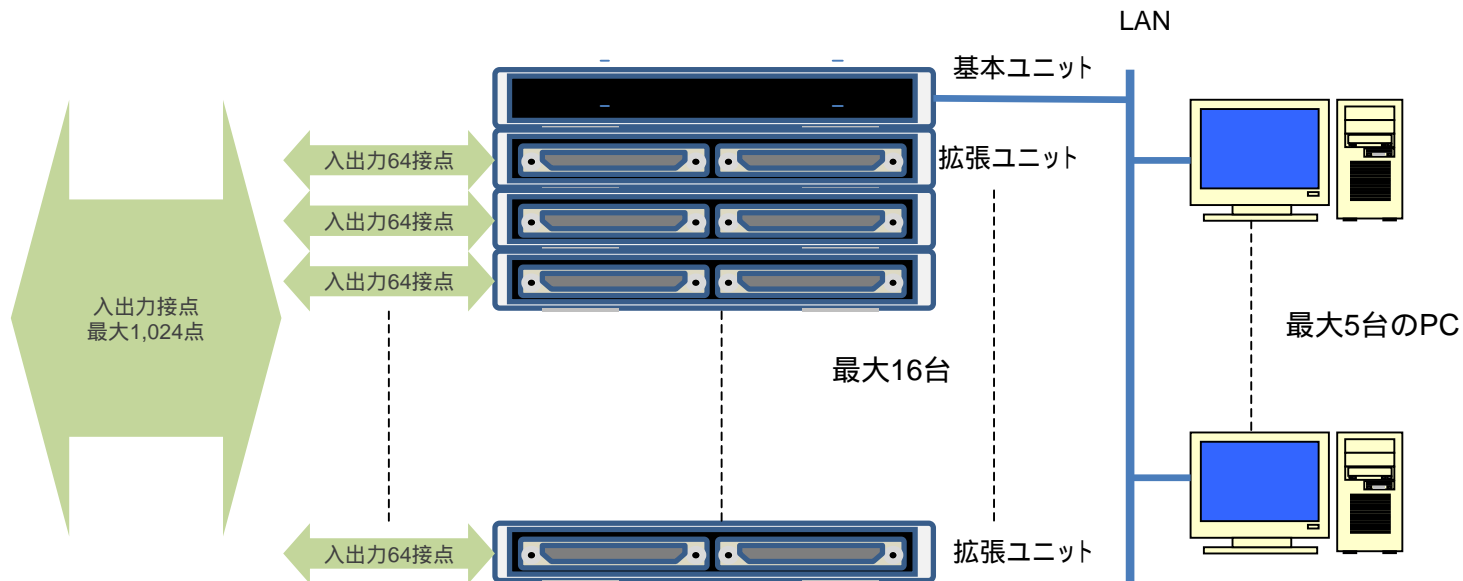 LAN
基本ユニット
入出力64接点
拡張ユニット
入出力64接点
入出力64接点
入出力接点
最大1,024点
最大5台のPC
最大16台
入出力64接点
拡張ユニット